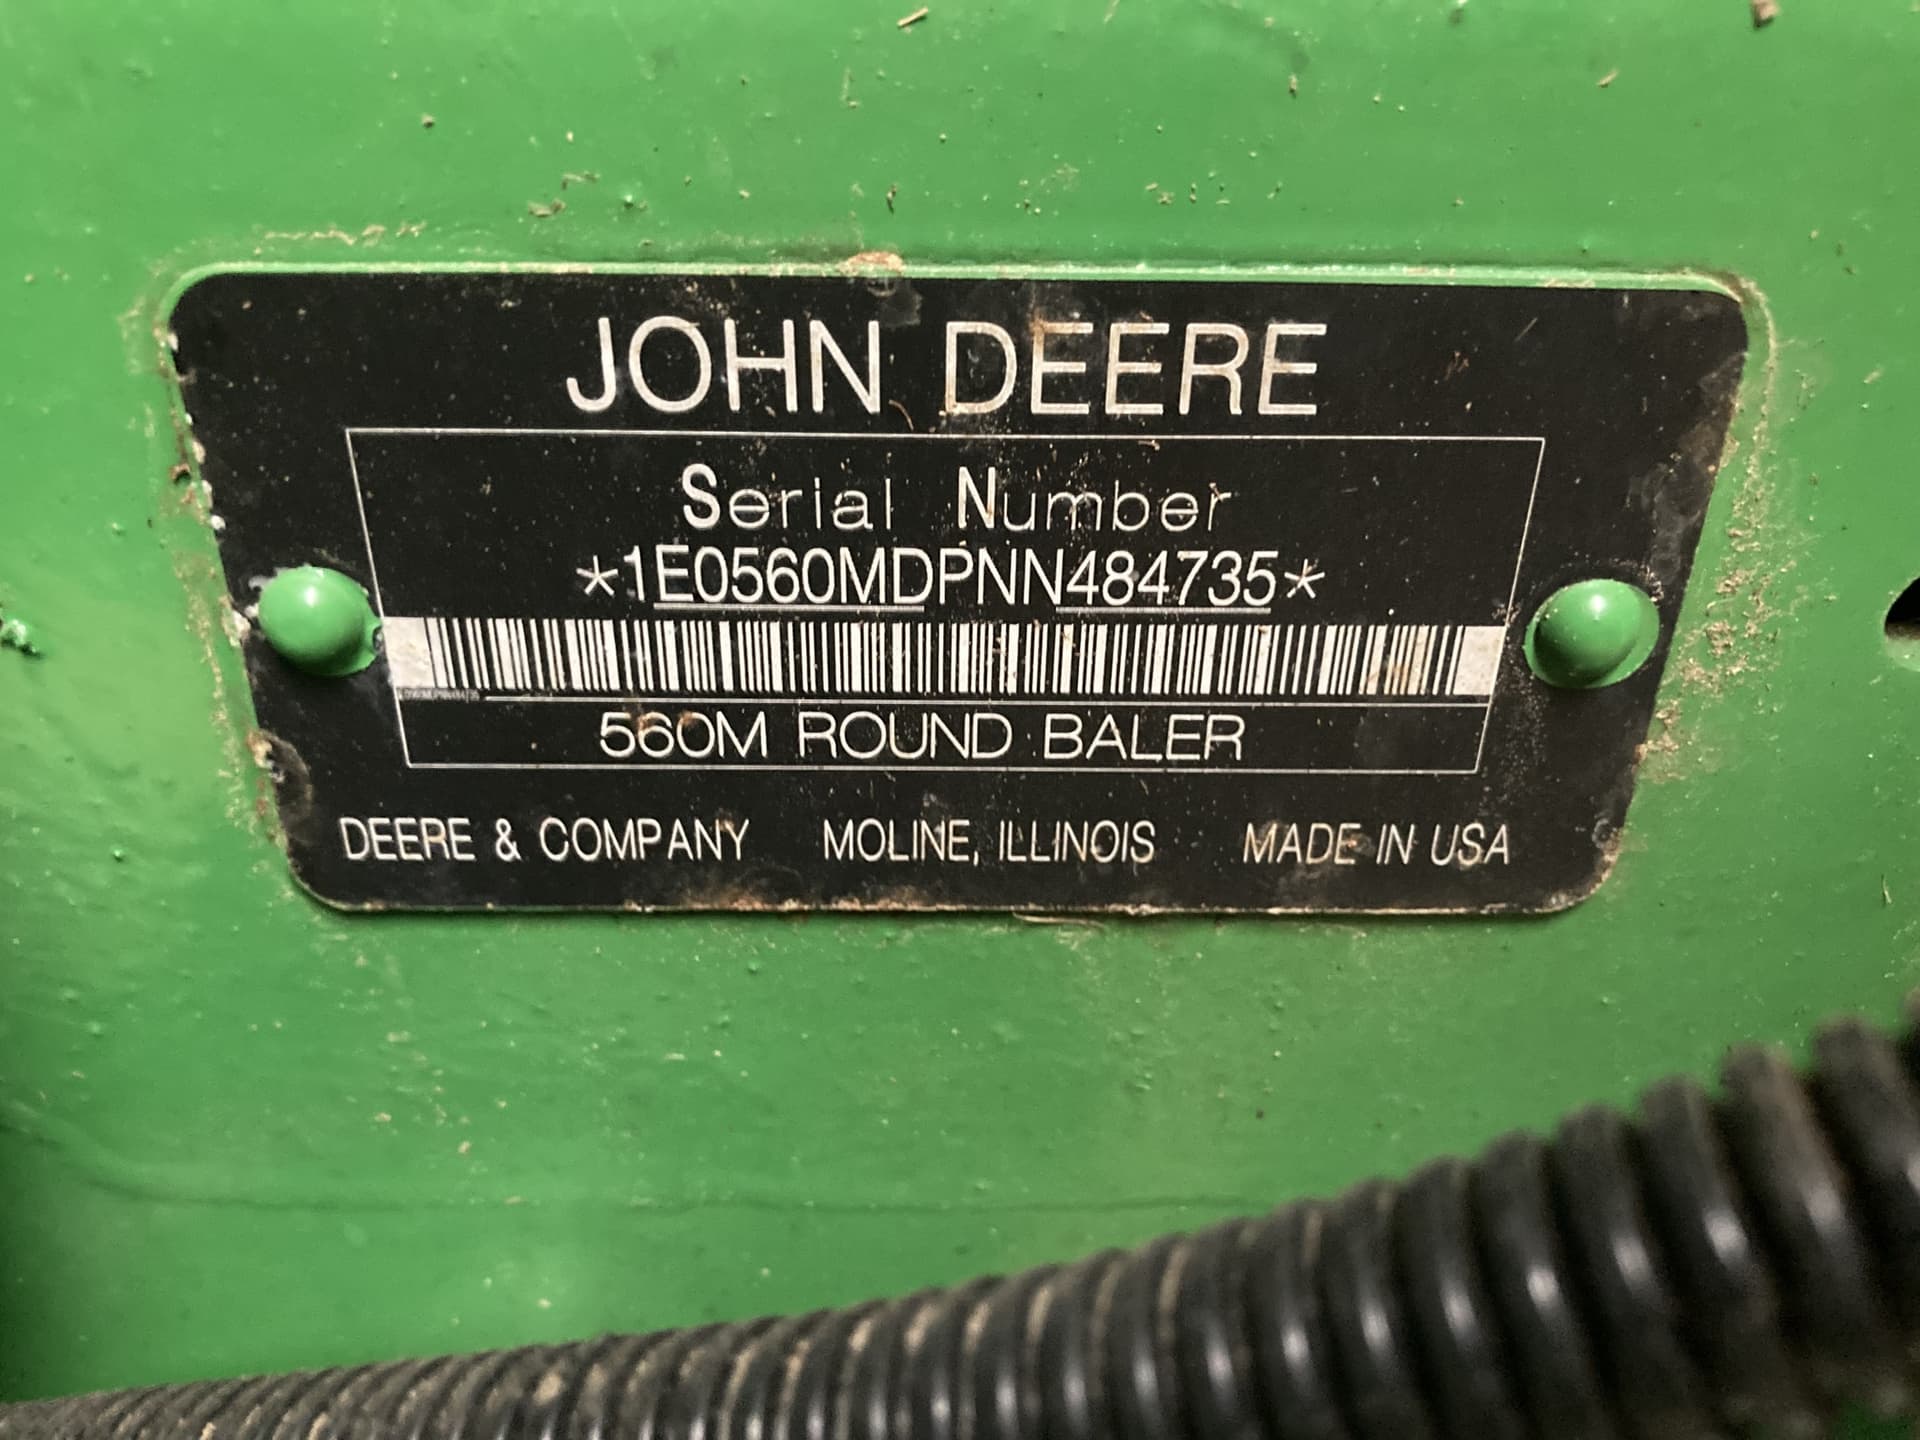 JOHN DEERE
Serial Number
*1E0560MDPNN484735*
560M ROUND BALER
DEERE & COMPANY MOLINE, ILLINOIS MADE IN USA